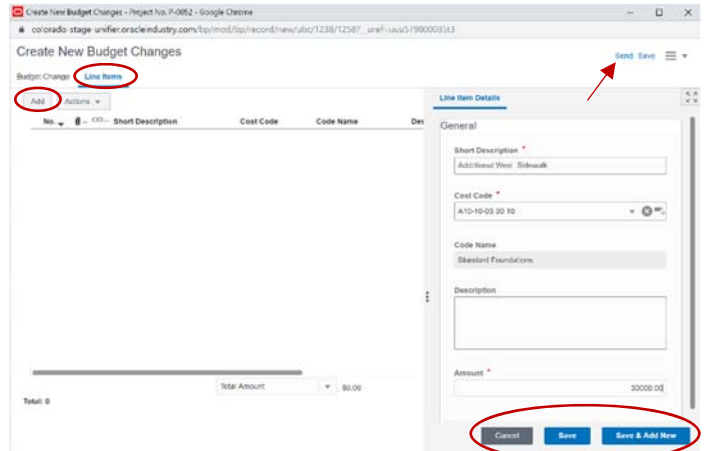 Create New Budget Changes - Project No. P-0052 - Google Chrome
colorado-stage-unifier.oracleindustry.com/bp/mod/bp/record/new/ubc/1238/1258?_uref=uuu579800035t3
Create New Budget Changes
Send Save
Budget Change Line Items
Add Actions
No. Short Description Cost Code Code Name Des
Line Item Details
General
Short Description *
Additional West Sidewalk
Cost Code *
A10-10-05 30 10
Code Name
Standard Foundations
Description
Amount *
30000.00
Total Amount $0.00
Total: 0
Cancel Save Save & Add New